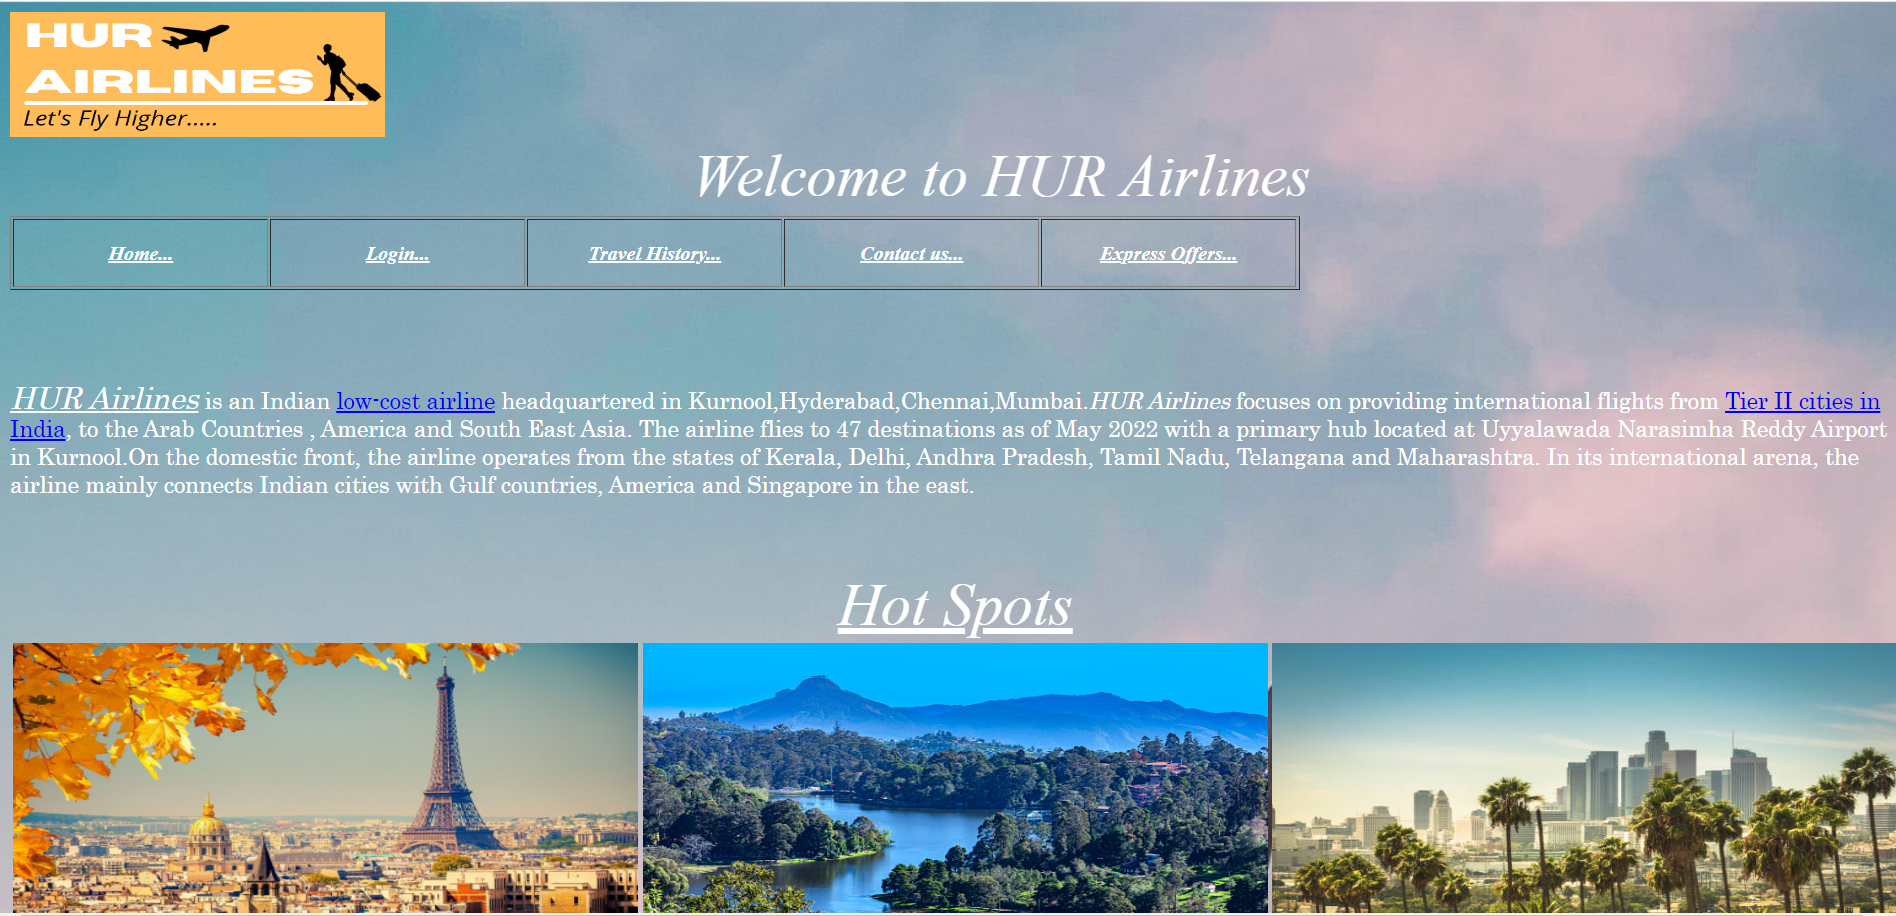 HUR
AIRLINES
Let's Fly Higher.....
Welcome to HUR Airlines
Home... Login... Travel History... Contact us... Express Offers...
HUR Airlines is an Indian low-cost airline headquartered in Kurnool,Hyderabad,Chennai,Mumbai.HUR Airlines focuses on providing international flights from Tier II cities in
India, to the Arab Countries , America and South East Asia. The airline flies to 47 destinations as of May 2022 with a primary hub located at Uyyalawada Narasimha Reddy Airport
in Kurnool.On the domestic front, the airline operates from the states of Kerala, Delhi, Andhra Pradesh, Tamil Nadu, Telangana and Maharashtra. In its international arena, the
airline mainly connects Indian cities with Gulf countries, America and Singapore in the east.
Hot Spots